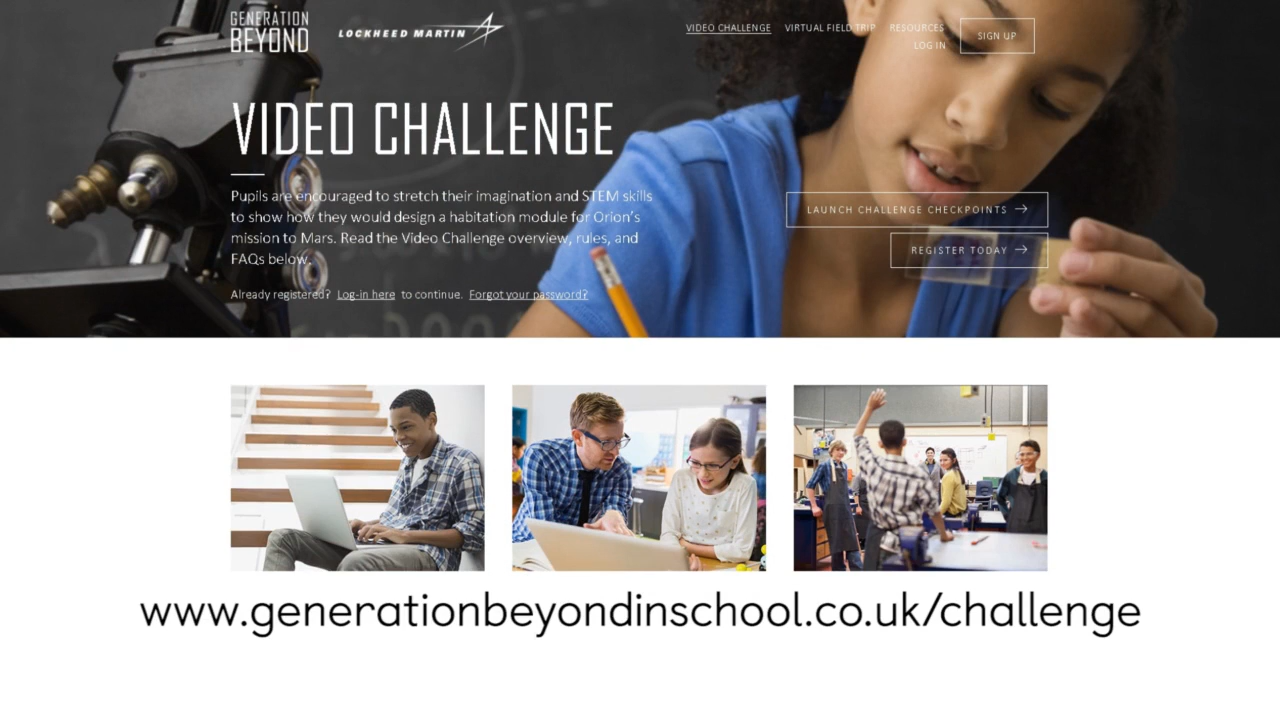 GENERATION
BEYOND
LOCKHEED MARTIN
VIDEO CHALLENGE
VIRTUAL FIELD TRIP
RESOURCES
LOG IN
SIGN UP
VIDEO CHALLENGE
Pupils are encouraged to stretch their imagination and STEM skills
to show how they would design a habitation module for Orion's
mission to Mars. Read the Video Challenge overview, rules, and
FAQs below.
Already registered? Log-in here to continue. Forgot your password?
LAUNCH CHALLENGE CHECKPOINTS →
REGISTER TODAY →
www.generationbeyondinschool.co.uk/challenge